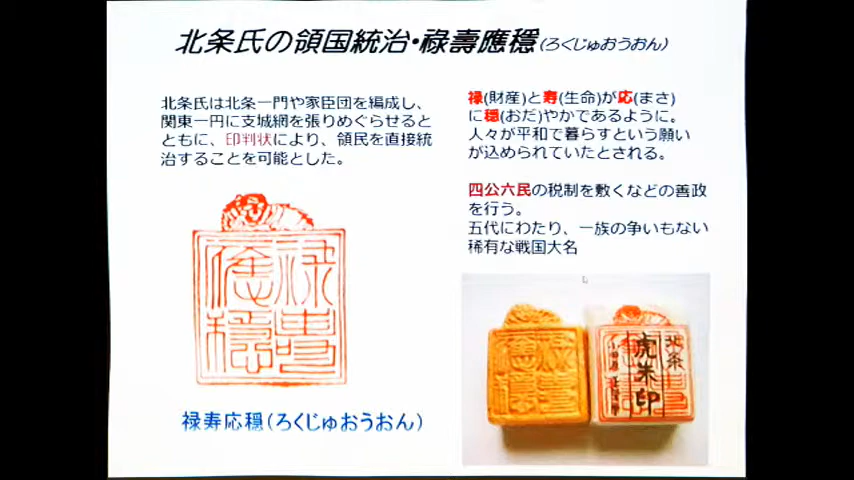 北条氏の領国統治・祿壽應穩(ろくじゅおうおん)
北条氏は北条一門や家臣団を編成し、
関東一円に支城網を張りめぐらせると
ともに、印判状により、領民を直接統
治することを可能とした。
禄(財産)と寿(生命)が応(まさ)
に穏(おだ)やかであるように。
人々が平和で暮らすという願い
が込められていたとされる。
四公六民の税制を敷くなどの善政
を行う。
五代にわたり、一族の争いもない
稀有な戦国大名
祿壽
應穩
禄寿応穏(ろくじゅおうおん)
北条
虎朱印
小田原